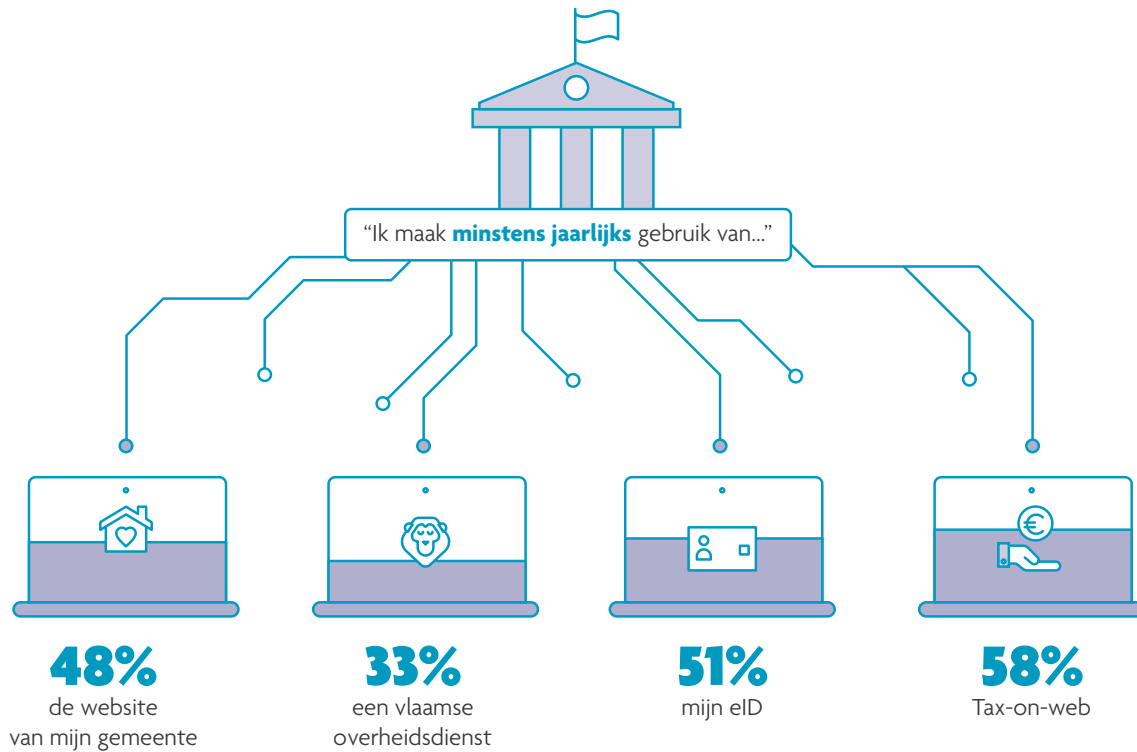 “Ik maak minstens jaarlijks gebruik van...”
48%
de website
van mijn gemeente
33%
een vlaamse
overheidsdienst
51%
mijn eID
58%
Tax-on-web